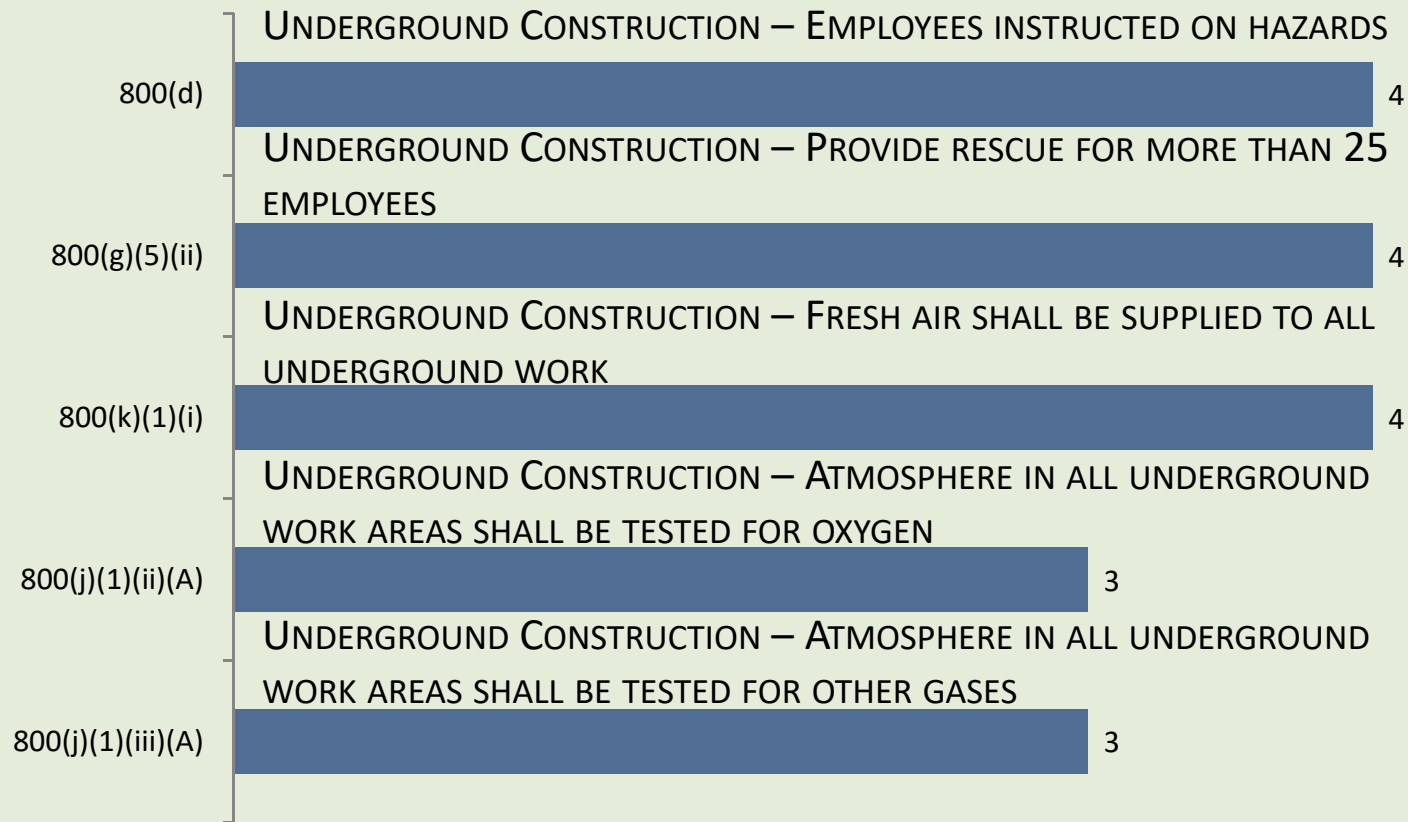 Underground Construction – Employees instructed on hazards
800(d)
4
Underground Construction – Provide rescue for more than 25
employees
800(g)(5)(ii)
4
Underground Construction – Fresh air shall be supplied to all
underground work
800(k)(1)(i)
4
Underground Construction – Atmosphere in all underground
work areas shall be tested for oxygen
800(j)(1)(ii)(A)
3
Underground Construction – Atmosphere in all underground
work areas shall be tested for other gases
800(j)(1)(iii)(A)
3